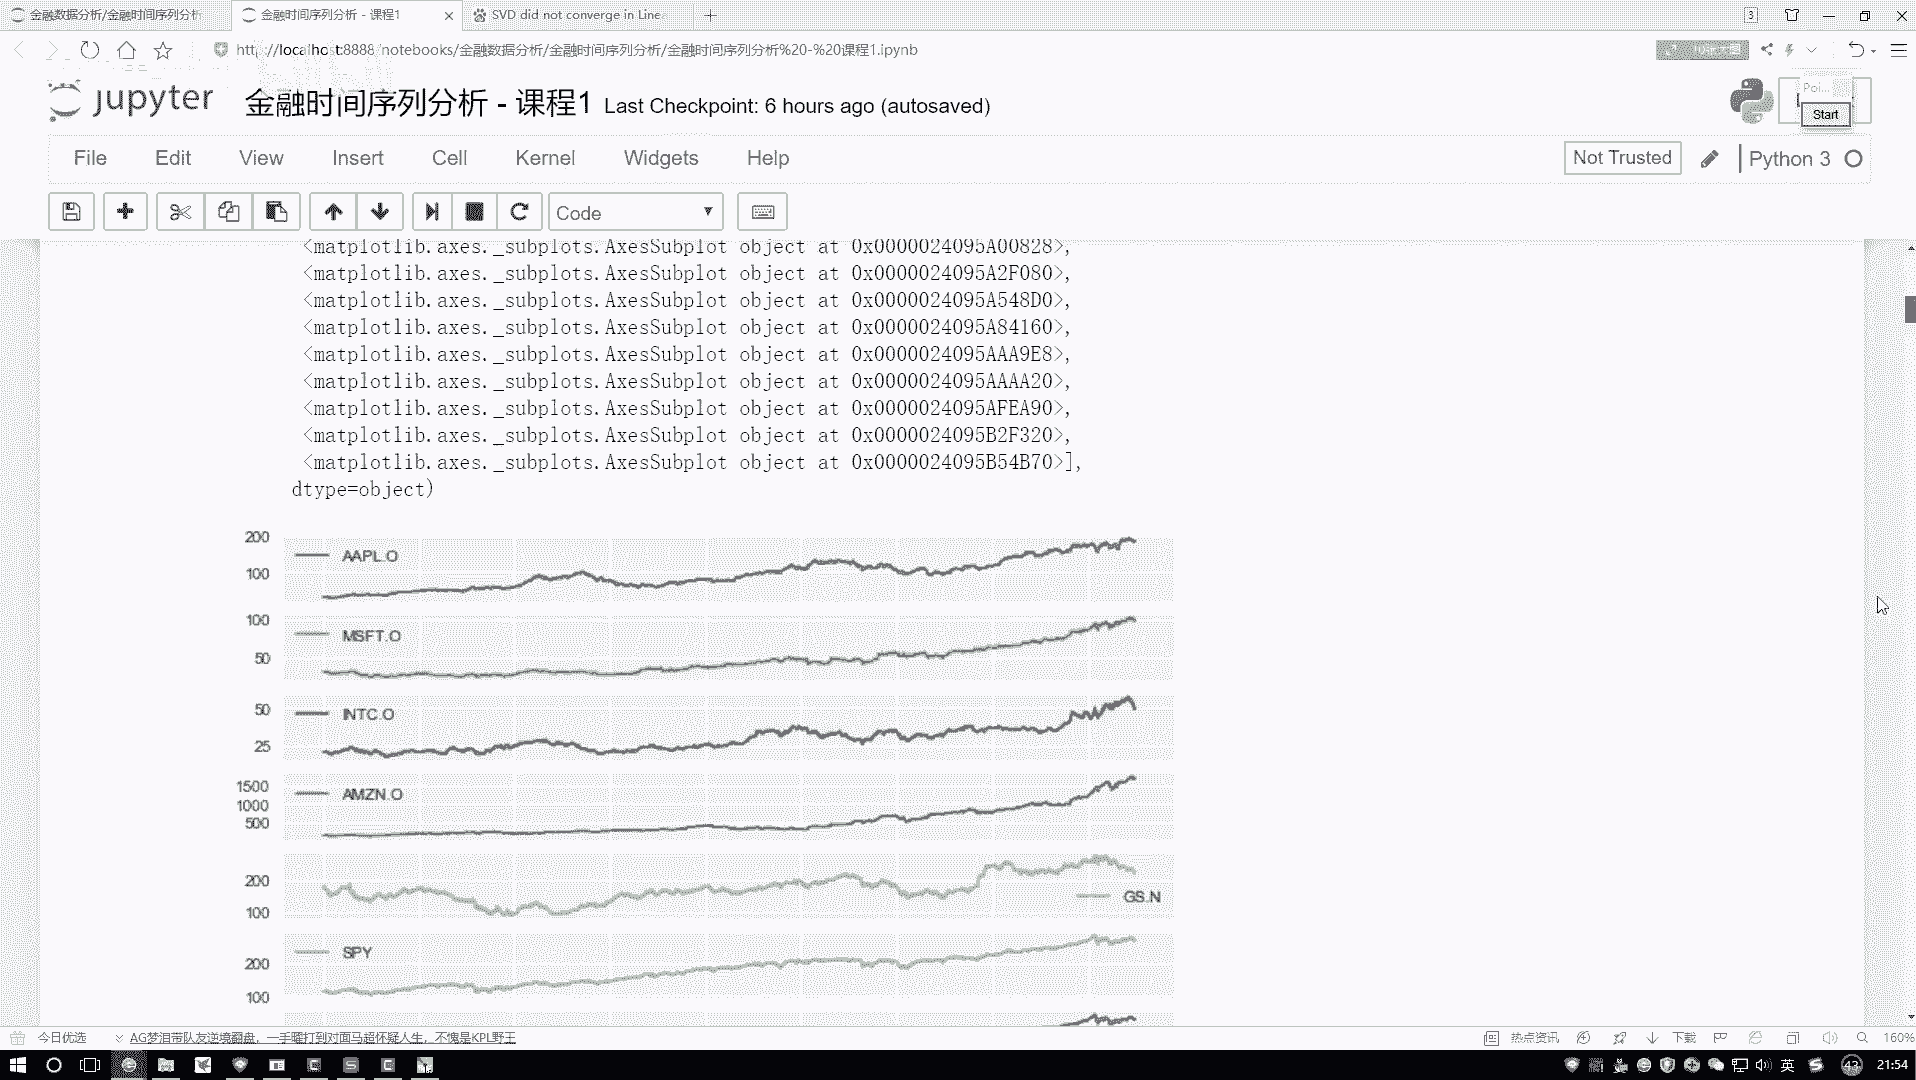 金融数据分析/金融时间序列分析
金融时间序列分析 - 课程1
SVD did not converge in Linea
3
localhost:8888/notebooks/金融数据分析/金融时间序列分析/金融时间序列分析%20-%20课程1.ipynb
jupyter
金融时间序列分析 - 课程1 Last Checkpoint: 6 hours ago (autosaved)
Poi...
Start
File Edit View Insert Cell Kernel Widgets Help
Not Trusted
Python 3
Code
<matplotlib.axes._subplots.AxesSubplot object at 0x0000024095A00828>,
<matplotlib.axes._subplots.AxesSubplot object at 0x0000024095A2F080>,
<matplotlib.axes._subplots.AxesSubplot object at 0x0000024095A548D0>,
<matplotlib.axes._subplots.AxesSubplot object at 0x0000024095A84160>,
<matplotlib.axes._subplots.AxesSubplot object at 0x0000024095AAA9E8>,
<matplotlib.axes._subplots.AxesSubplot object at 0x0000024095AAAA20>,
<matplotlib.axes._subplots.AxesSubplot object at 0x0000024095AFEA90>,
<matplotlib.axes._subplots.AxesSubplot object at 0x0000024095B2F320>,
<matplotlib.axes._subplots.AxesSubplot object at 0x0000024095B54B70>],
dtype=object)
200
AAPL.O
100
100
MSFT.O
50
50
INTC.O
25
1500
AMZN.O
1000
500
200
GS.N
100
SPY
200
100
今日优选
AG梦泪带队友逆境翻盘，一手曜打到对面马超怀疑人生，不愧是KPL野王
热点资讯
下载
160%
英
43
21:54